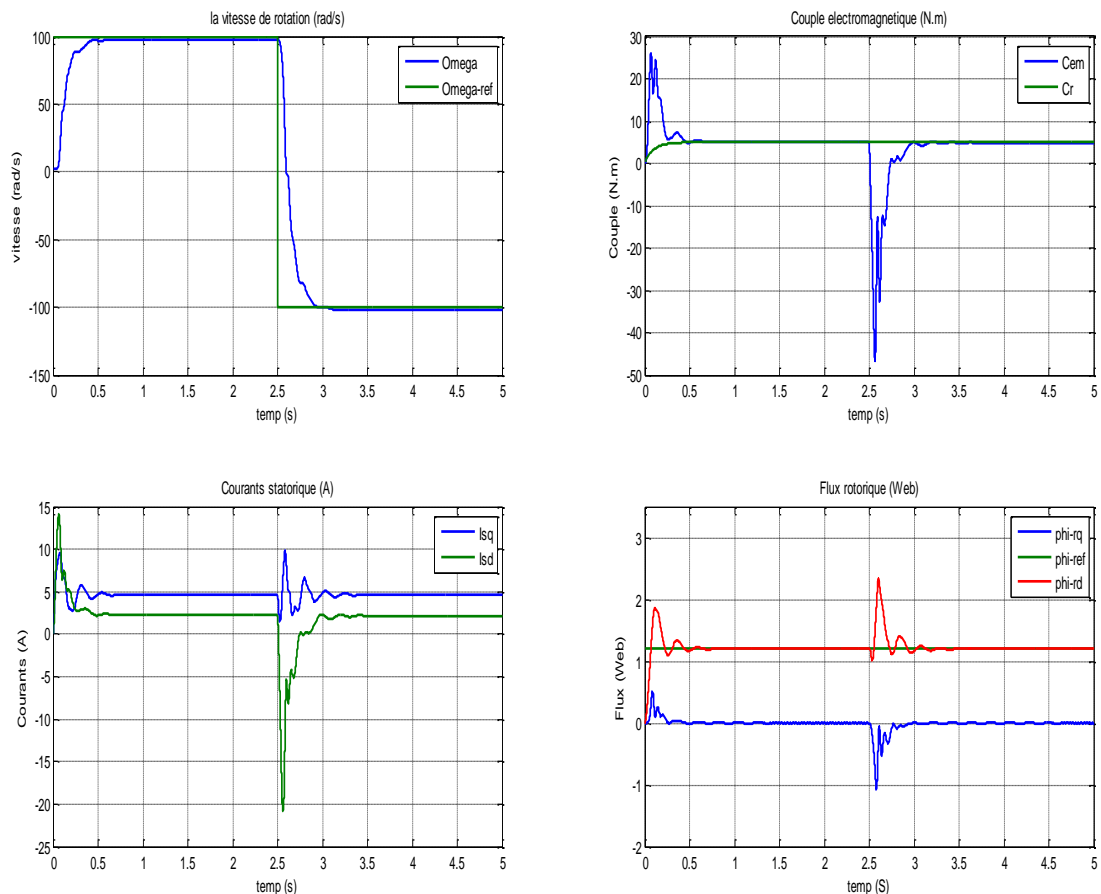 la vitesse de rotation (rad/s)
100
50
0
-50
-100
-150
vitesse (rad/s)
Omega
Omega-ref
0 0.5 1 1.5 2 2.5 3 3.5 4 4.5 5
temp (s)
Couple electromagnetique (N.m)
30
20
10
0
-10
-20
-30
-40
-50
Couple (N.m)
Cem
Cr
0 0.5 1 1.5 2 2.5 3 3.5 4 4.5 5
temp (s)
Courants statorique (A)
15
10
5
0
-5
-10
-15
-20
-25
Courants (A)
Isq
Isd
0 0.5 1 1.5 2 2.5 3 3.5 4 4.5 5
temp (s)
Flux rotorique (Web)
3
2
1
0
-1
-2
Flux (Web)
phi-rq
phi-ref
phi-rd
0 0.5 1 1.5 2 2.5 3 3.5 4 4.5 5
temp (S)